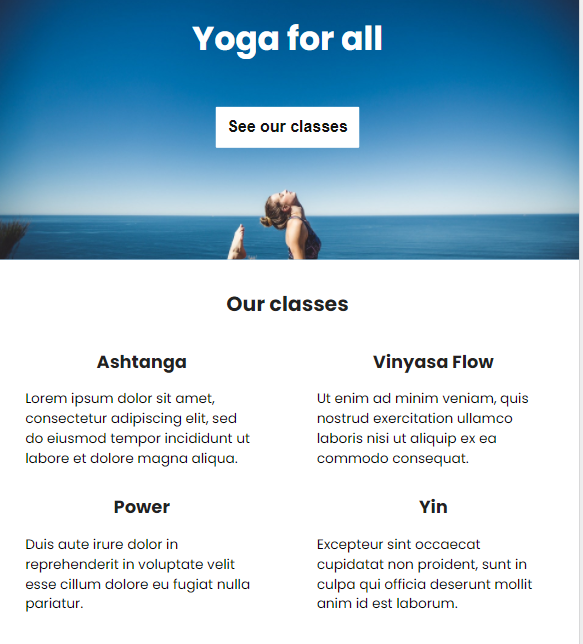 Yoga for all
See our classes
Our classes
Ashtanga
Lorem ipsum dolor sit amet,
consectetur adipiscing elit, sed
do eiusmod tempor incididunt ut
labore et dolore magna aliqua.
Vinyasa Flow
Ut enim ad minim veniam, quis
nostrud exercitation ullamco
laboris nisi ut aliquip ex ea
commodo consequat.
Power
Duis aute irure dolor in
reprehenderit in voluptate velit
esse cillum dolore eu fugiat nulla
pariatur.
Yin
Excepteur sint occaecat
cupidatat non proident, sunt in
culpa qui officia deserunt mollit
anim id est laborum.